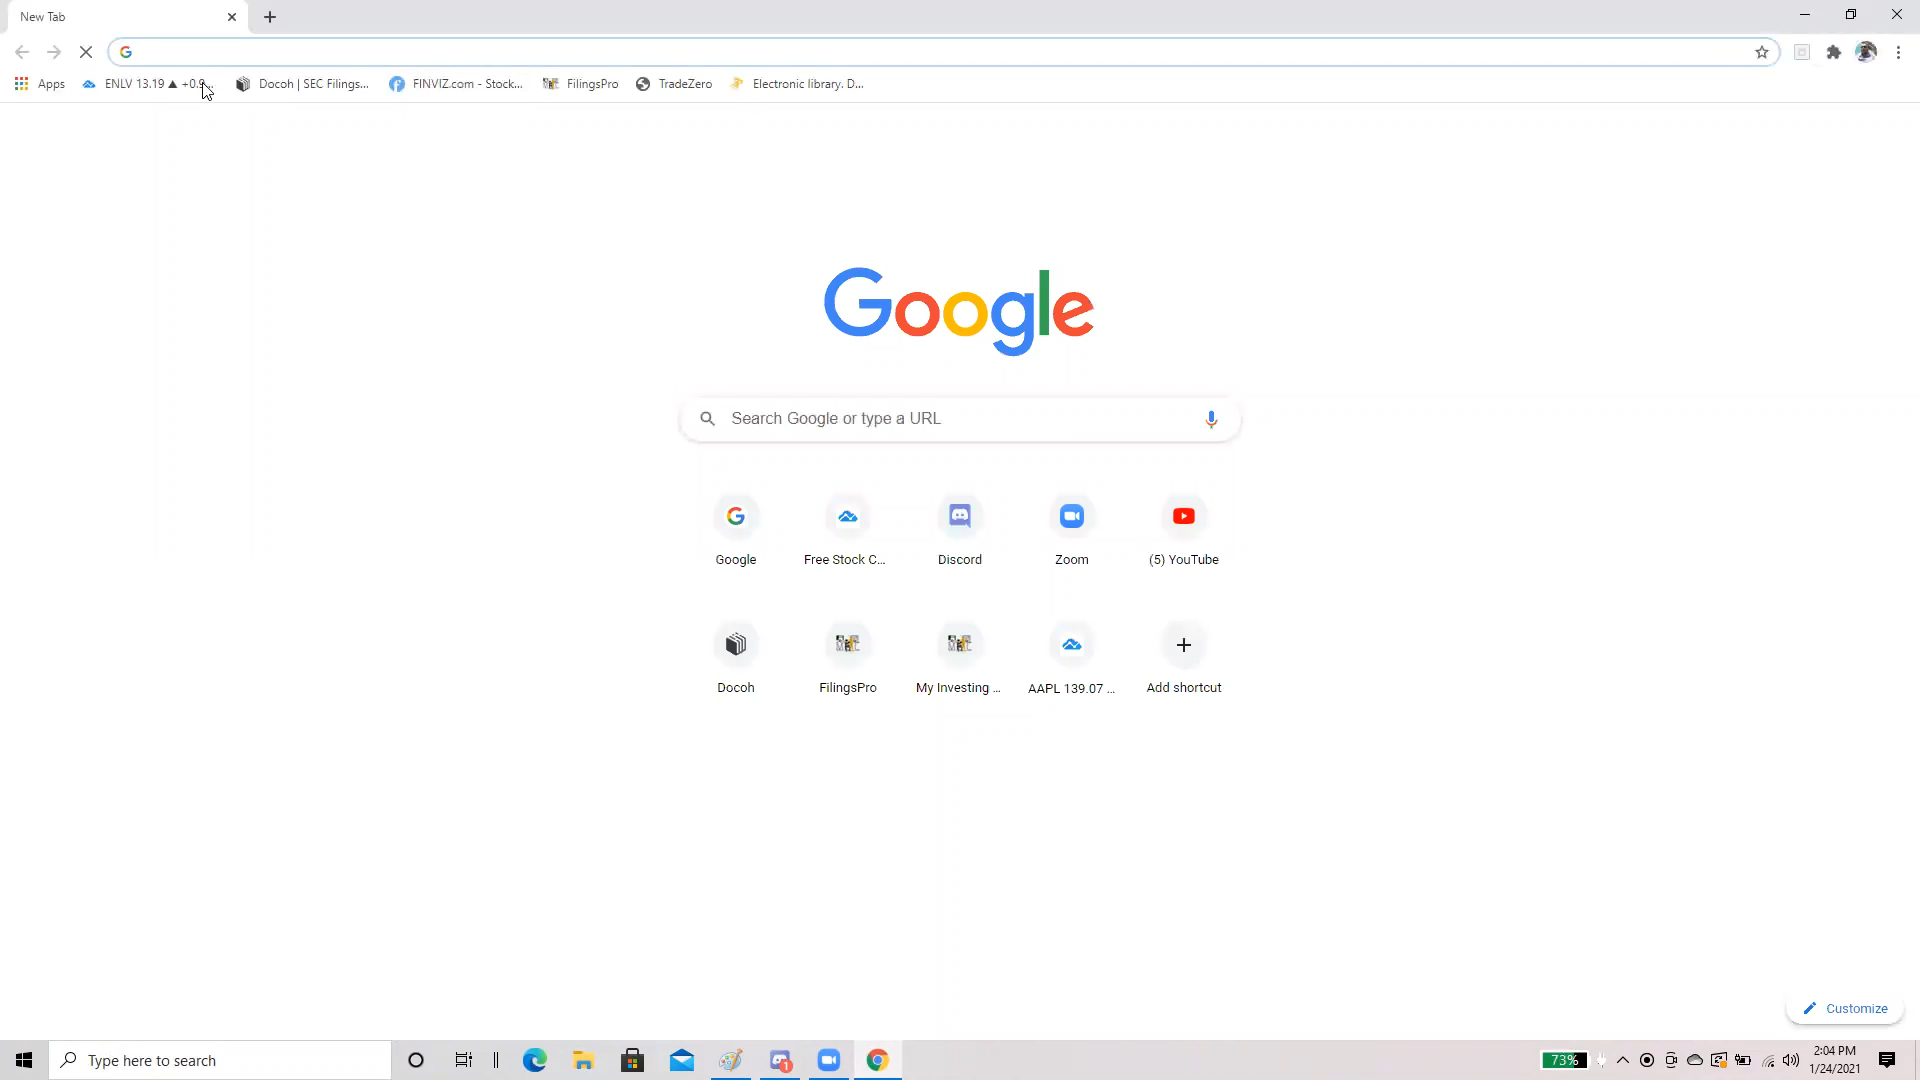 New Tab
Apps
ENLV 13.19 ▲ +0.9...
Docoh | SEC Filings...
FINVIZ.com - Stock...
FilingsPro
TradeZero
Electronic library. D...
Google
Search Google or type a URL
Google
Free Stock C...
Discord
Zoom
(5) YouTube
Docoh
FilingsPro
My Investing ...
AAPL 139.07 ...
Add shortcut
Customize
Type here to search
1
73%
2:04 PM
1/24/2021